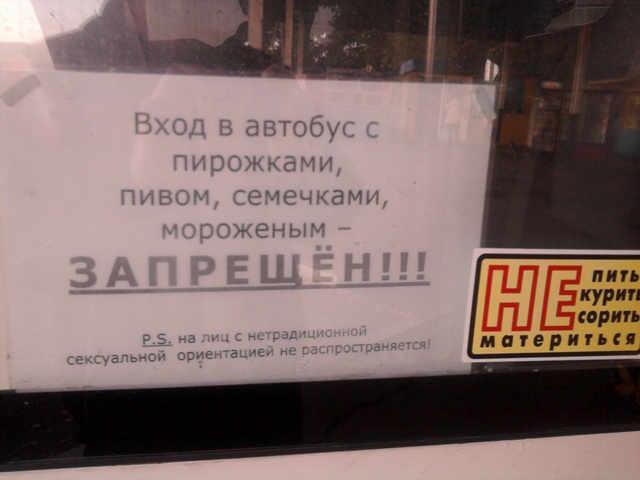 Вход в автобус с
пирожками,
пивом, семечками,
мороженым –
ЗАПРЕЩЁН!!!
P.S. на лиц с нетрадиционной
сексуальной ориентацией не распространяется!
НЕ
пить
курить
сорить
материться